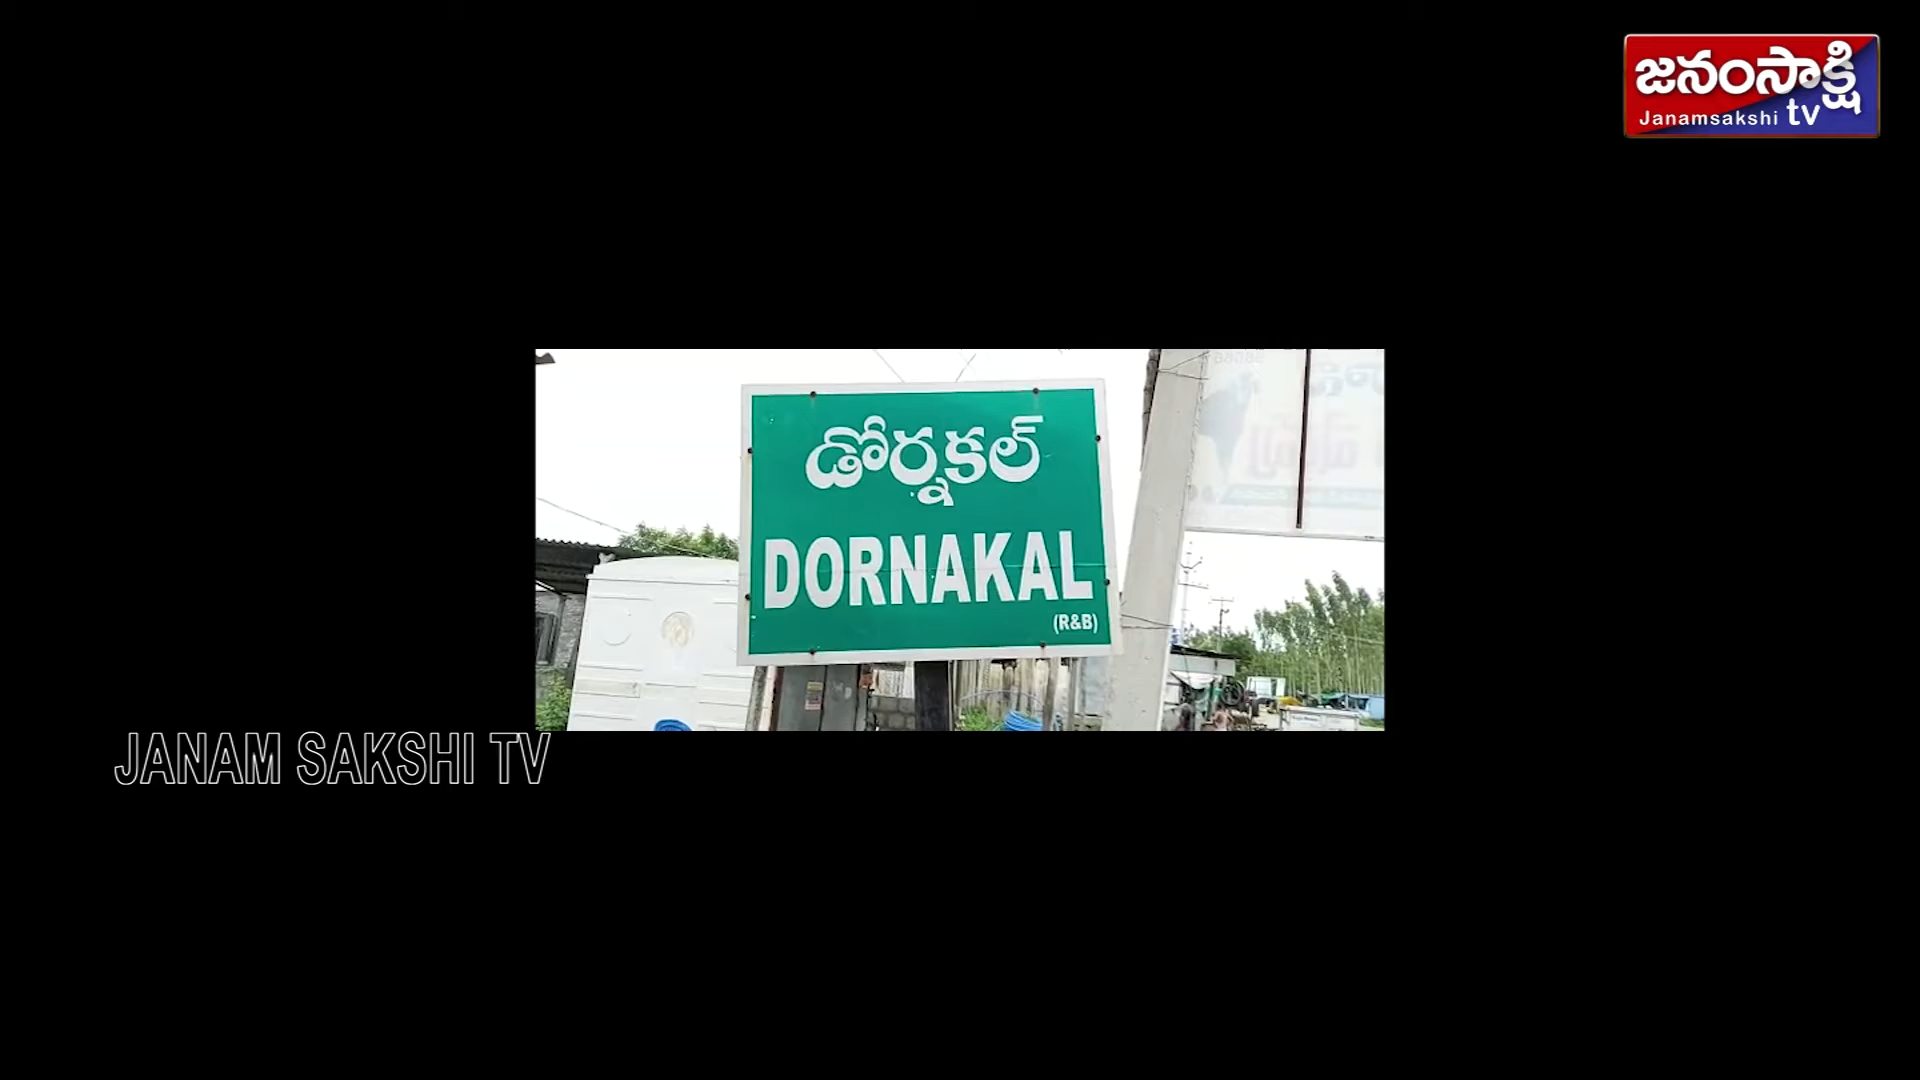 జనంసాక్షి
Janamsakshi tv
డోర్నకల్
DORNAKAL
(R&B)
JANAM SAKSHI TV